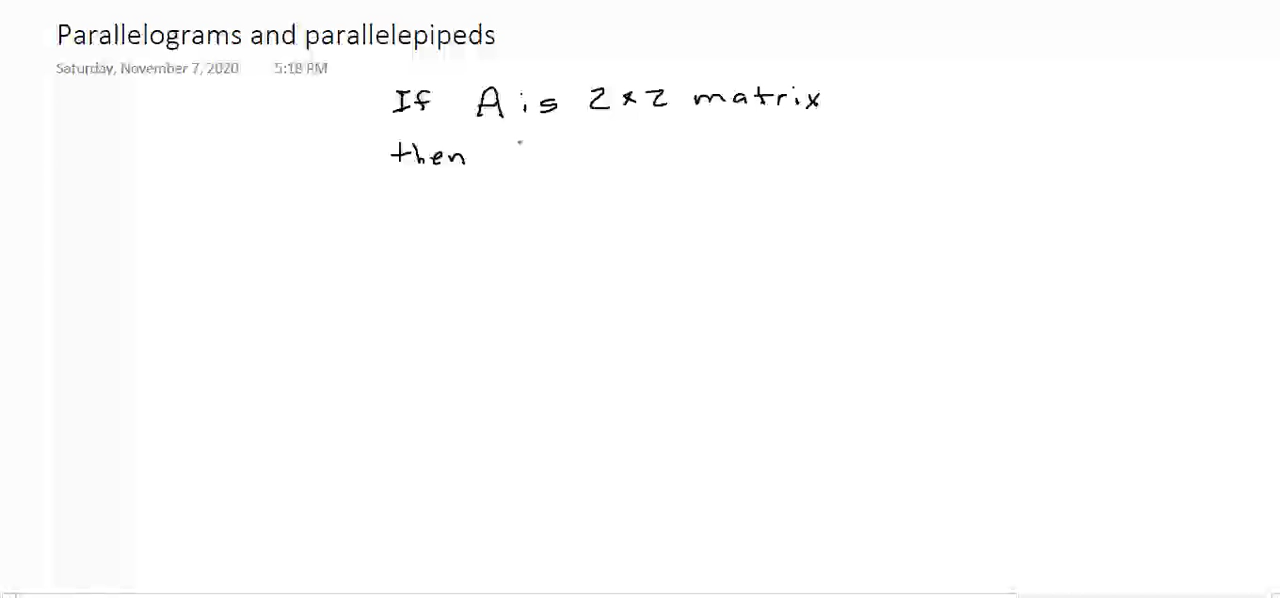 Parallelograms and parallelepipeds
Saturday, November 7, 2020 5:18 PM
If A is 2 × 2 matrix
then